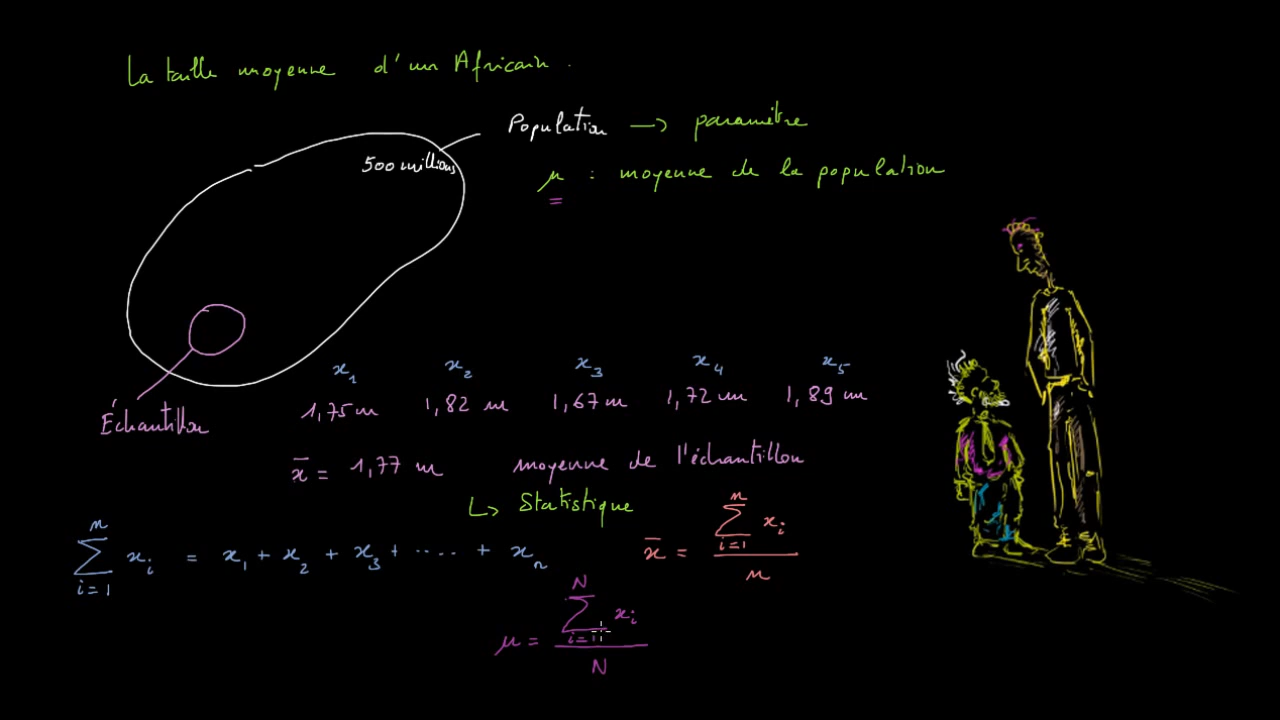 La taille moyenne d'un Africain.
Population → paramètre
500 millions
μ : moyenne de la population
x₁ x₂ x₃ x₄ x₅
Échantillon
1,75 m 1,82 m 1,67 m 1,72 m 1,89 m
x̄ = 1,77 m moyenne de l'échantillon
↳ Statistique
n
∑ xᵢ = x₁ + x₂ + x₃ + ..... + xₙ
i=1
n
∑ xᵢ
i=1
x̄ = ———
n
N
∑ xᵢ
i=1
μ = ———
N